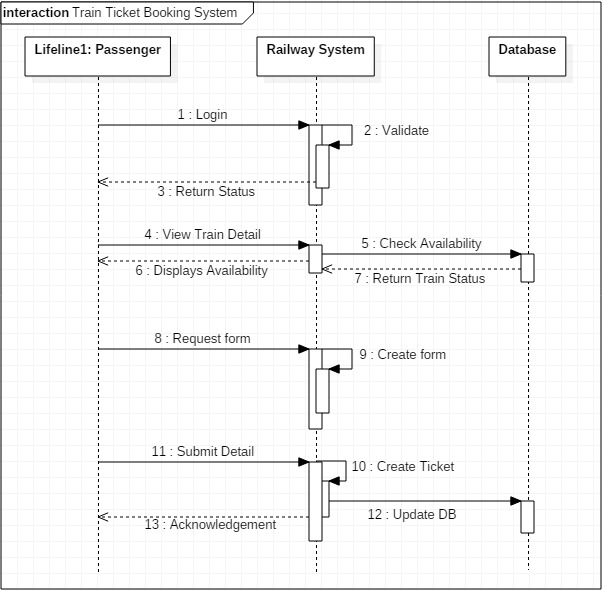 interaction Train Ticket Booking System
Lifeline1: Passenger
Railway System
Database
1 : Login
2 : Validate
3 : Return Status
4 : View Train Detail
5 : Check Availability
6 : Displays Availability
7 : Return Train Status
8 : Request form
9 : Create form
11 : Submit Detail
10 : Create Ticket
12 : Update DB
13 : Acknowledgement